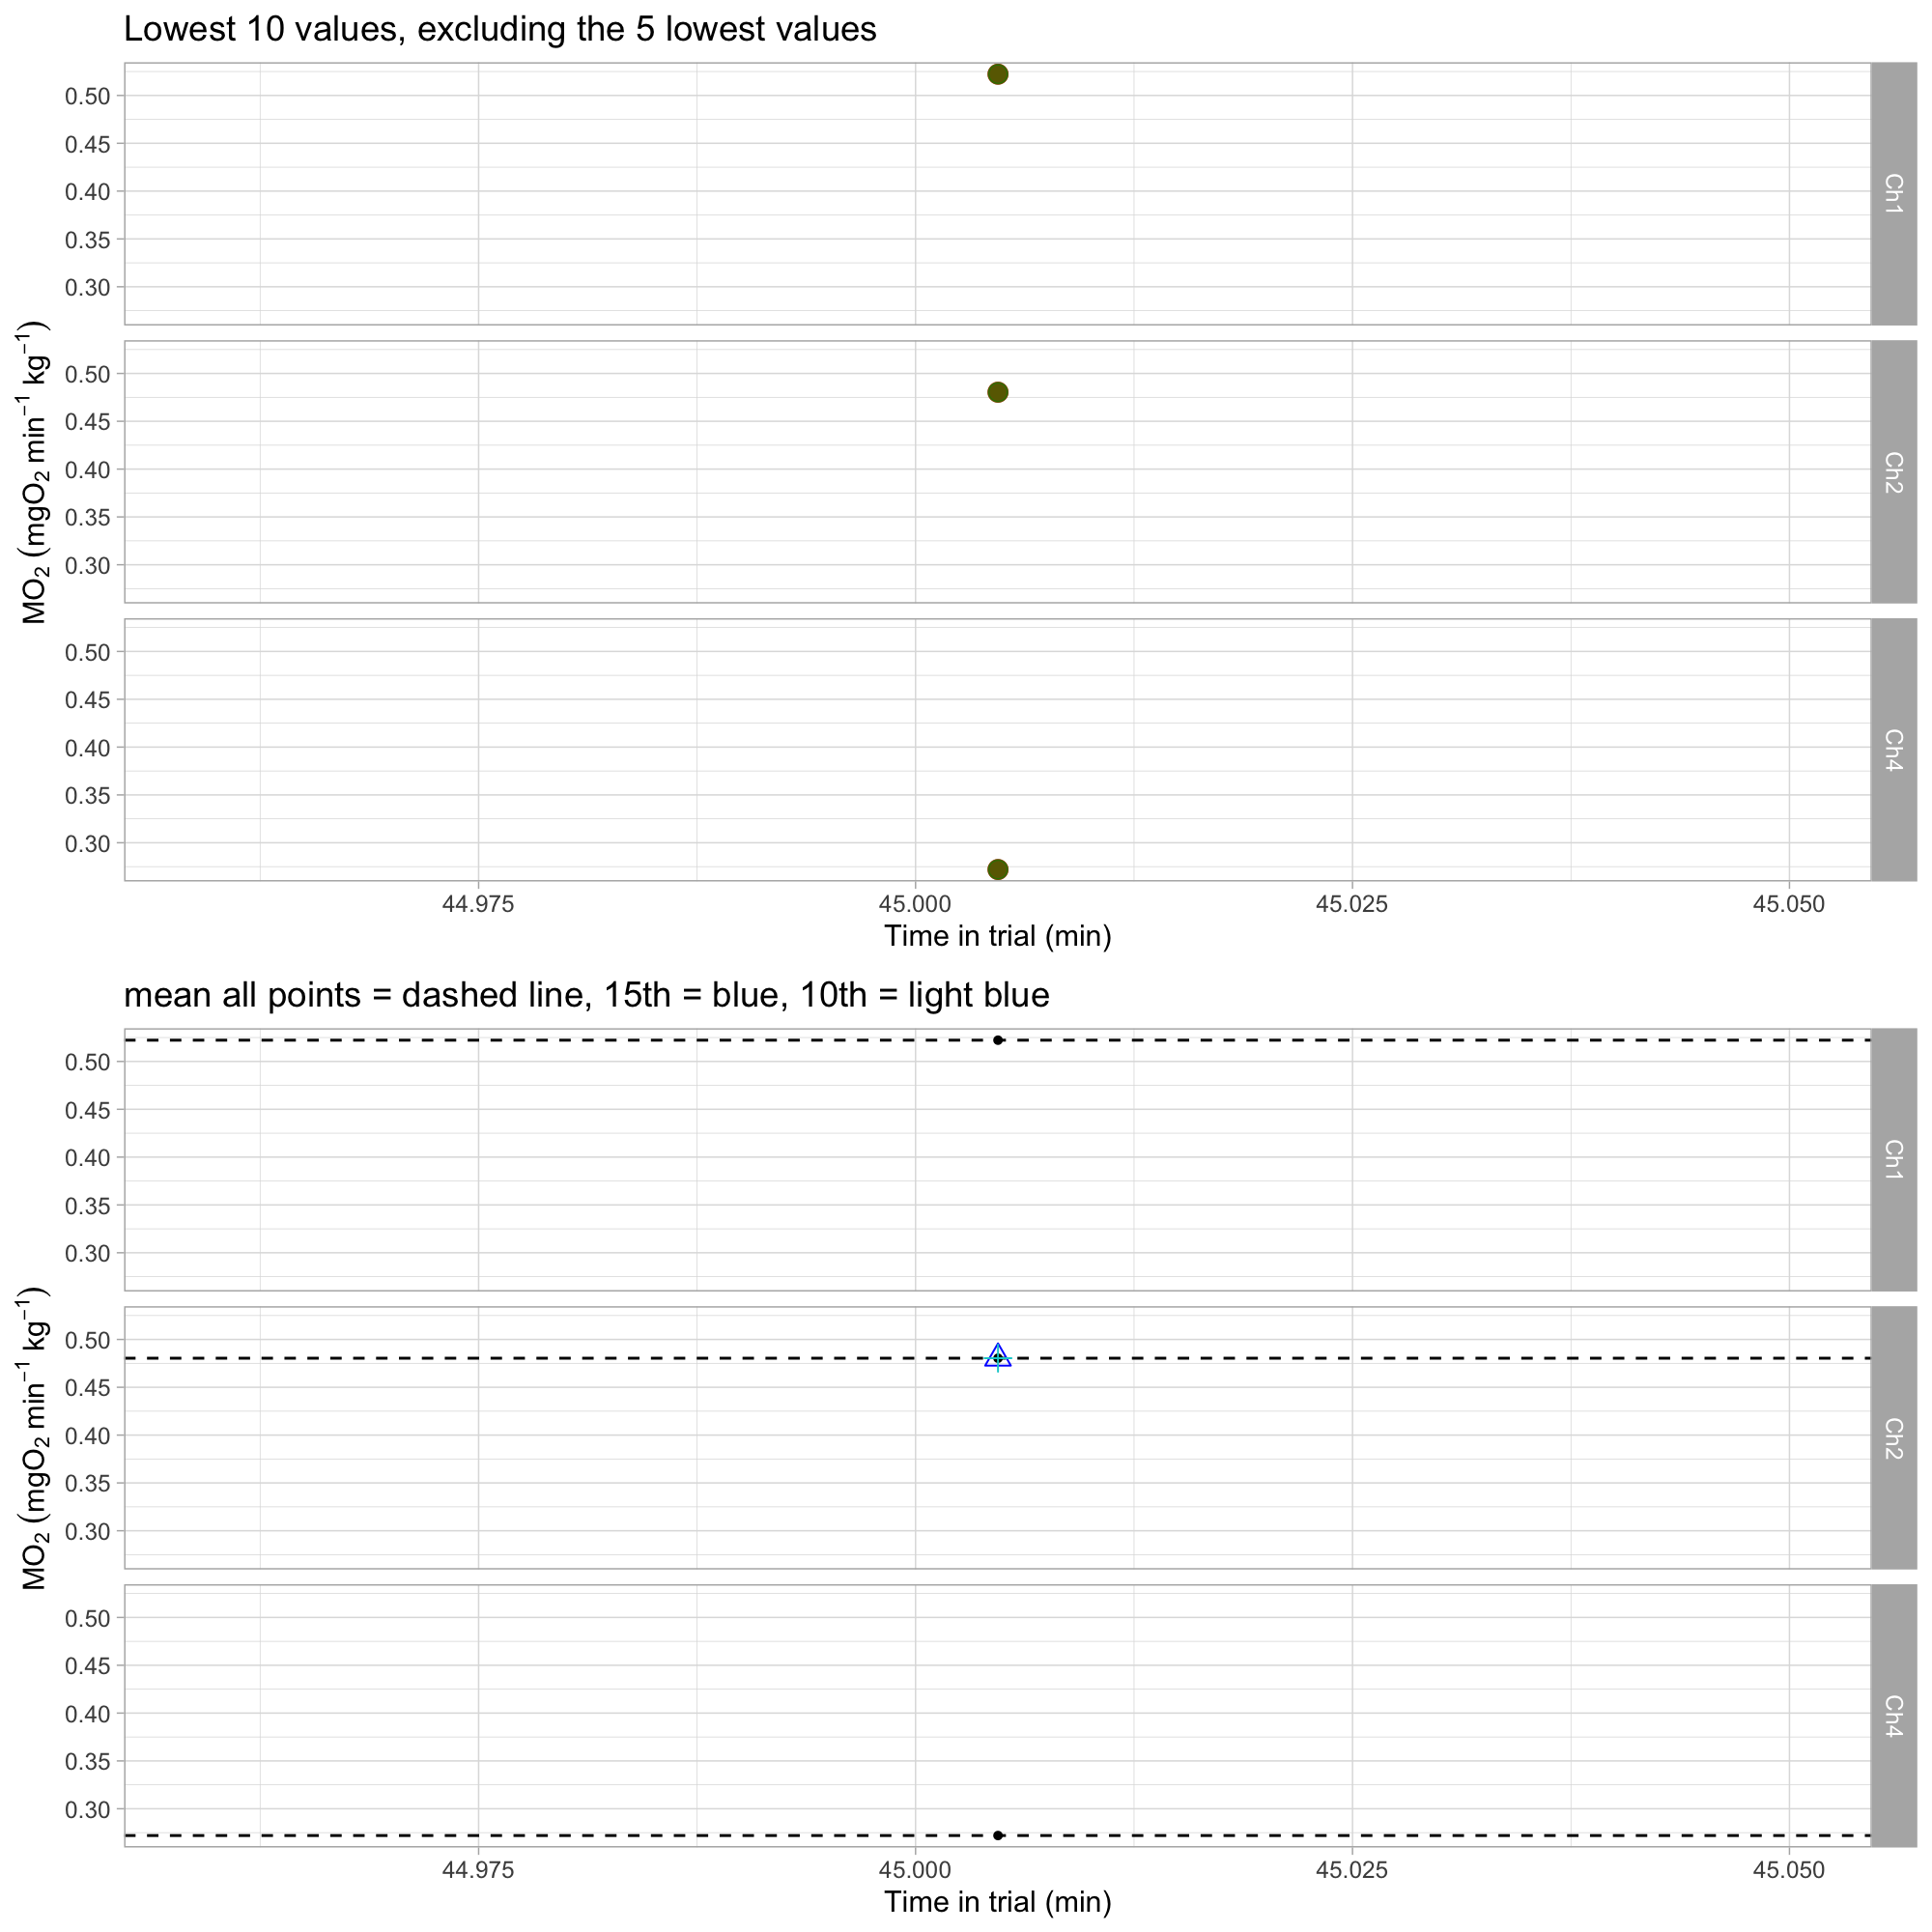 Lowest 10 values, excluding the 5 lowest values
MO₂ (mgO₂ min⁻¹ kg⁻¹)
0.50
0.45
0.40
0.35
0.30
Ch1
0.50
0.45
0.40
0.35
0.30
Ch2
0.50
0.45
0.40
0.35
0.30
Ch4
44.975 45.000 45.025 45.050
Time in trial (min)
mean all points = dashed line, 15th = blue, 10th = light blue
MO₂ (mgO₂ min⁻¹ kg⁻¹)
0.50
0.45
0.40
0.35
0.30
Ch1
0.50
0.45
0.40
0.35
0.30
Ch2
0.50
0.45
0.40
0.35
0.30
Ch4
44.975 45.000 45.025 45.050
Time in trial (min)